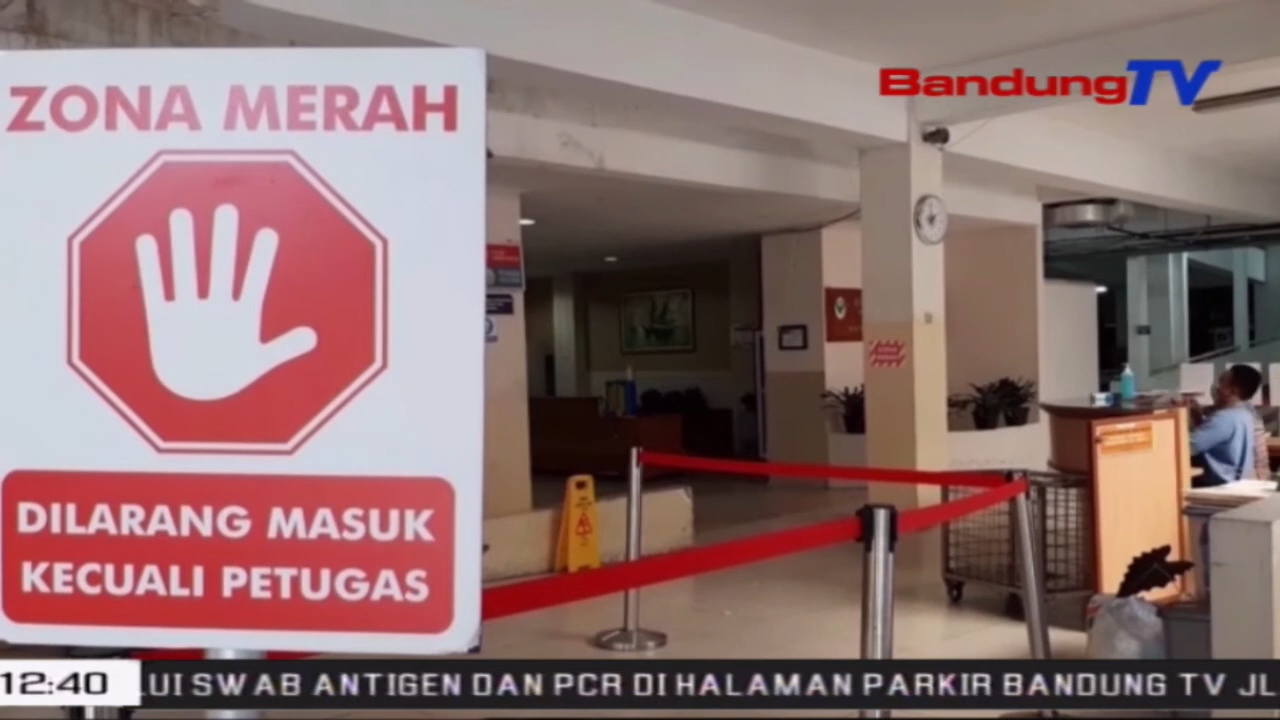 ZONA MERAH
DILARANG MASUK
KECUALI PETUGAS
BandungTV
12:40
LUI SWAB ANTIGEN DAN PCR DI HALAMAN PARKIR BANDUNG TV JL